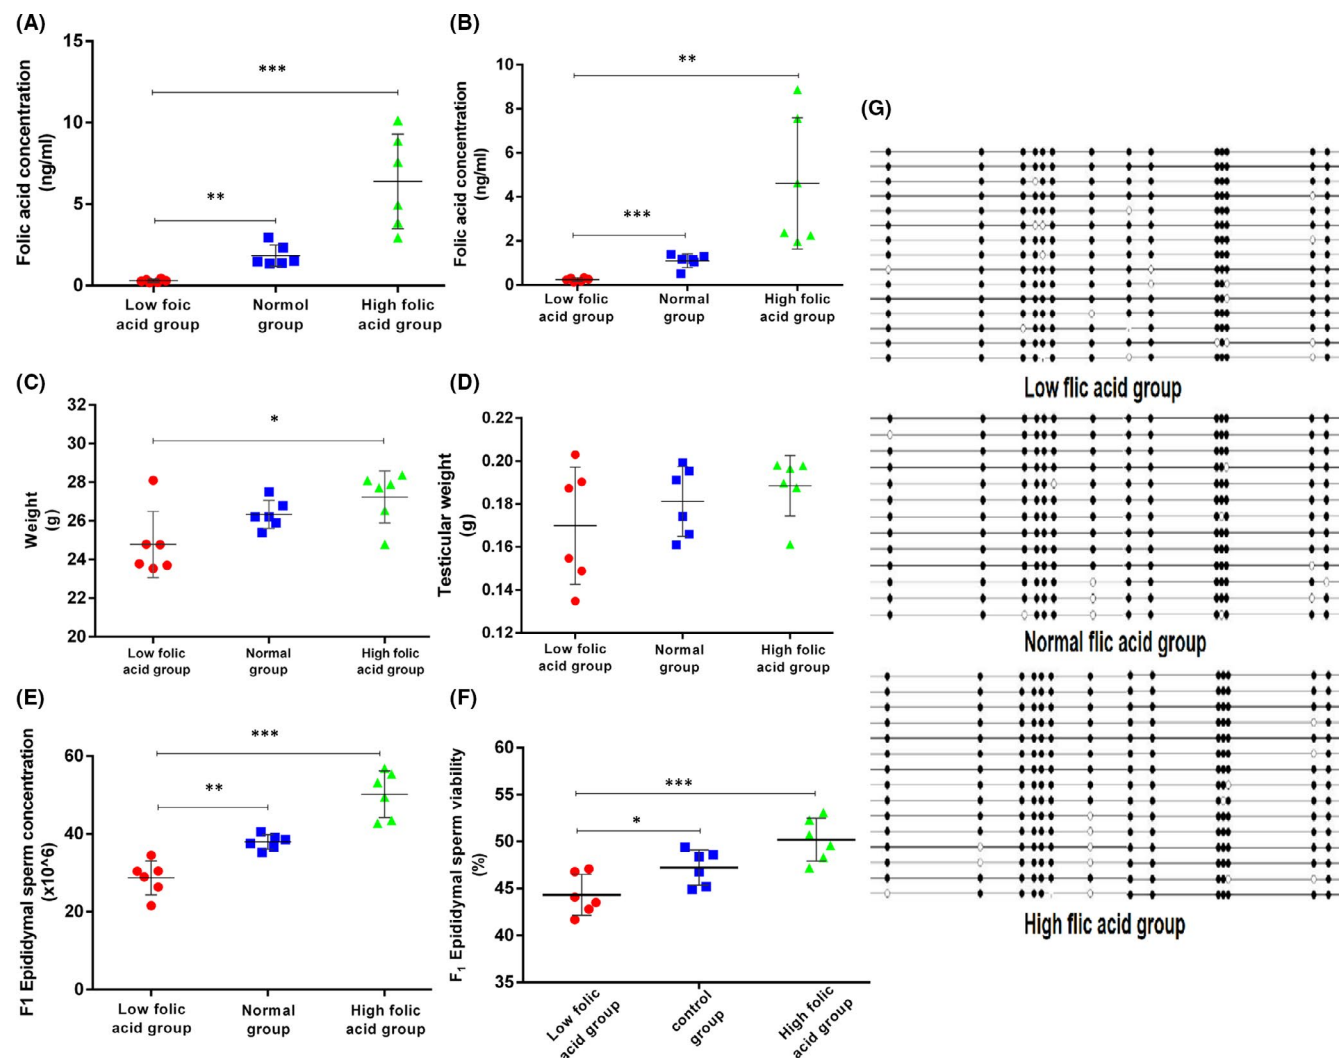 (A)
Folic acid concentration
(ng/ml)
15
10
5
0
***
**
Low foic
acid group
Normol
group
High folic
acid group
(B)
Folic acid concentration
(ng/ml)
10
8
6
4
2
0
**
***
Low folic
acid group
Normal
group
High folic
acid group
(C)
Weight
(g)
32
30
28
26
24
22
20
*
Low folic
acid group
Normal
group
High folic
acid group
(D)
Testicular weight
(g)
0.22
0.20
0.18
0.16
0.14
0.12
Low folic
acid group
Normal
group
High folic
acid group
(E)
F1 Epididymal sperm concentration
(x10^6)
60
40
20
0
***
**
Low folic
acid group
Normal
group
High folic
acid group
(F)
F1 Epididymal sperm viability
(%)
60
55
50
45
40
35
***
*
Low folic
acid group
control
group
High folic
acid group
(G)
Low flic acid group
Normal flic acid group
High flic acid group